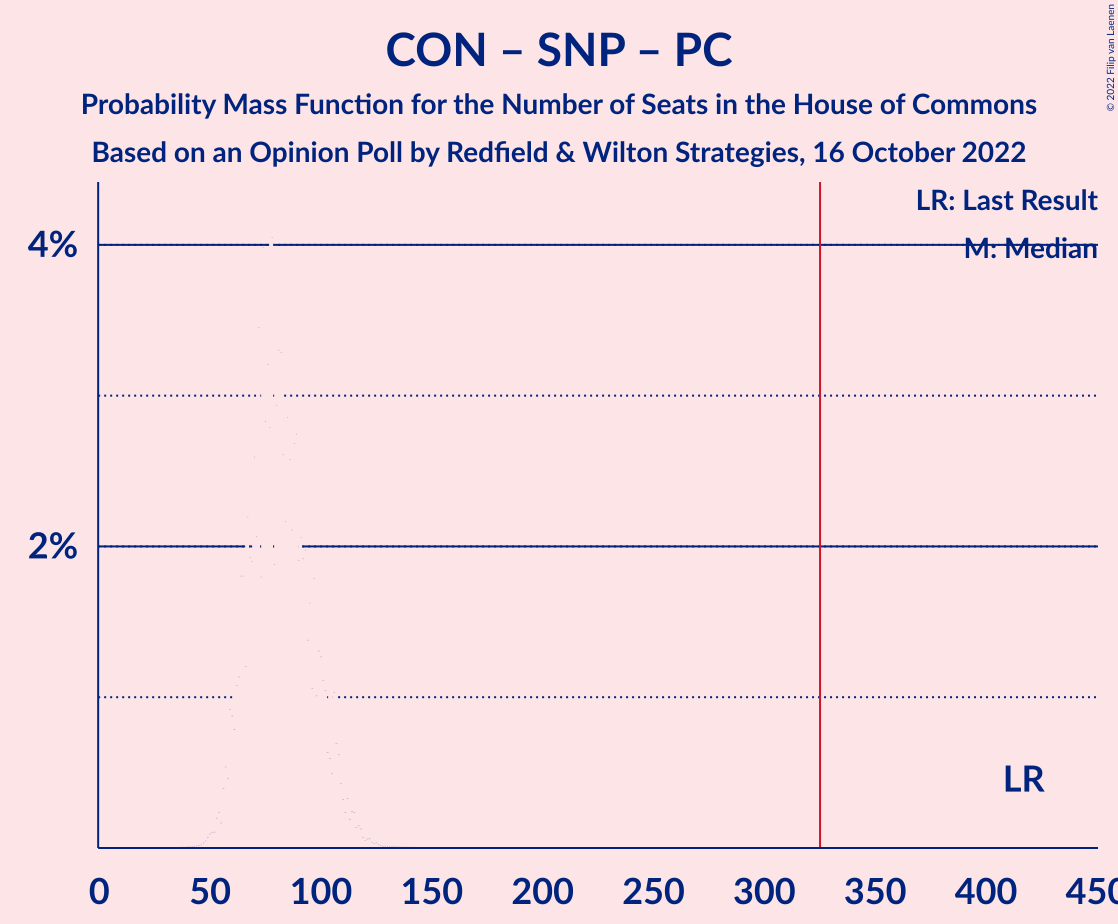 CON – SNP – PC
Probability Mass Function for the Number of Seats in the House of Commons
Based on an Opinion Poll by Redfield & Wilton Strategies, 16 October 2022
© 2022 Filip van Laenen
LR: Last Result
M: Median
4%
2%
LR
0 50 100 150 200 250 300 350 400 450